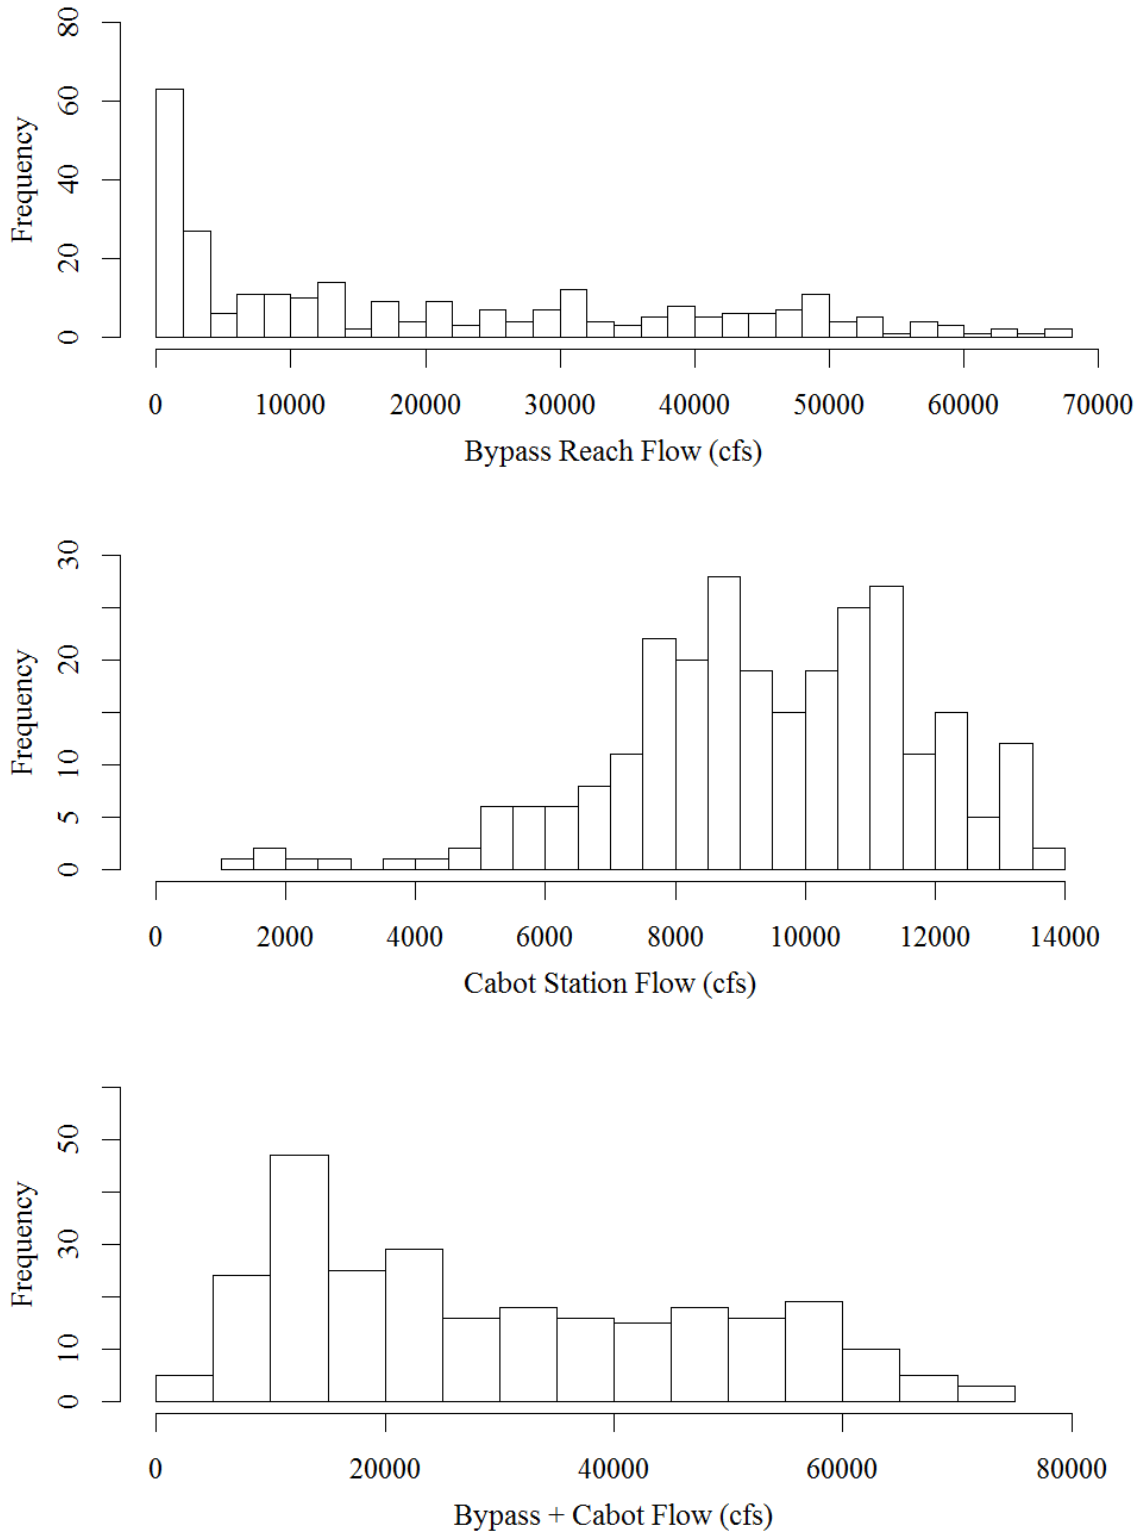 80
60
40
20
0
Frequency
0 10000 20000 30000 40000 50000 60000 70000
Bypass Reach Flow (cfs)
30
20
10
5
0
Frequency
0 2000 4000 6000 8000 10000 12000 14000
Cabot Station Flow (cfs)
50
30
10
0
Frequency
0 20000 40000 60000 80000
Bypass + Cabot Flow (cfs)